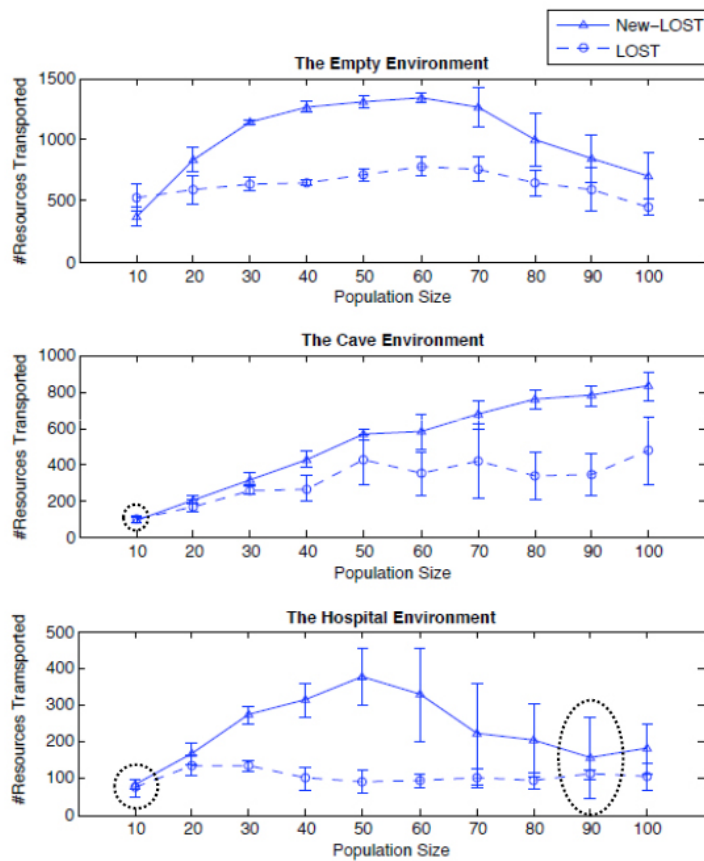 New-LOST
LOST
The Empty Environment
#Resources Transported
1500
1000
500
0
10 20 30 40 50 60 70 80 90 100
Population Size
The Cave Environment
#Resources Transported
1000
800
600
400
200
0
10 20 30 40 50 60 70 80 90 100
Population Size
The Hospital Environment
#Resources Tramsported
500
400
300
200
100
0
10 20 30 40 50 60 70 80 90 100
Population Size